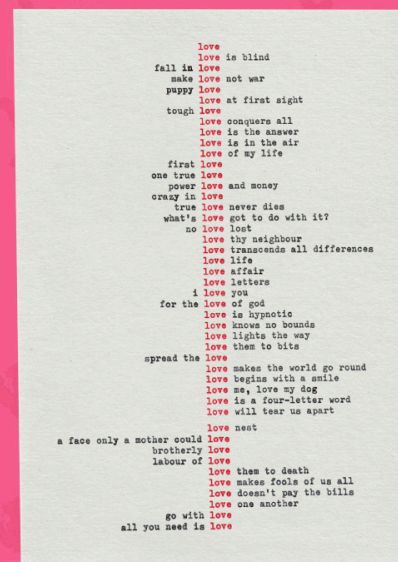 love
love is blind
fall in love
make love not war
puppy love
love at first sight
tough love
love conquers all
love is the answer
love is in the air
love of my life
first love
one true love
power love and money
crazy in love
true love never dies
what's love got to do with it?
no love lost
love thy neighbour
love transcends all differences
love life
love affair
love letters
i love you
for the love of god
love is hypnotic
love knows no bounds
love lights the way
love them to bits
spread the love
love makes the world go round
love begins with a smile
love me, love my dog
love is a four-letter word
love will tear us apart
love nest
a face only a mother could love
brotherly love
labour of love
love them to death
love makes fools of us all
love doesn't pay the bills
love one another
go with love
all you need is love